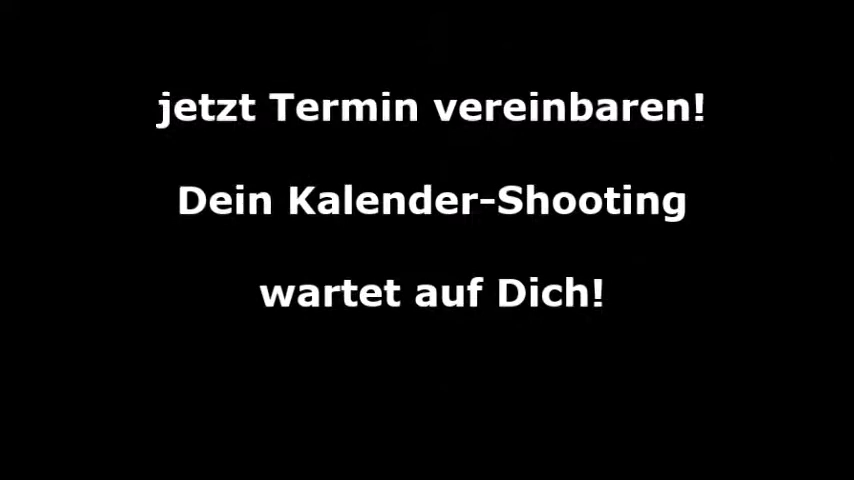 jetzt Termin vereinbaren!
Dein Kalender-Shooting
wartet auf Dich!